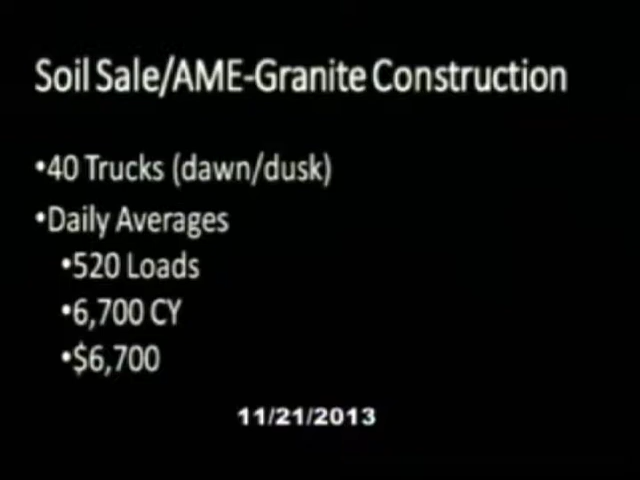 Soil Sale/AME-Granite Construction
•40 Trucks (dawn/dusk)
•Daily Averages
•520 Loads
•6,700 CY
•$6,700
11/21/2013